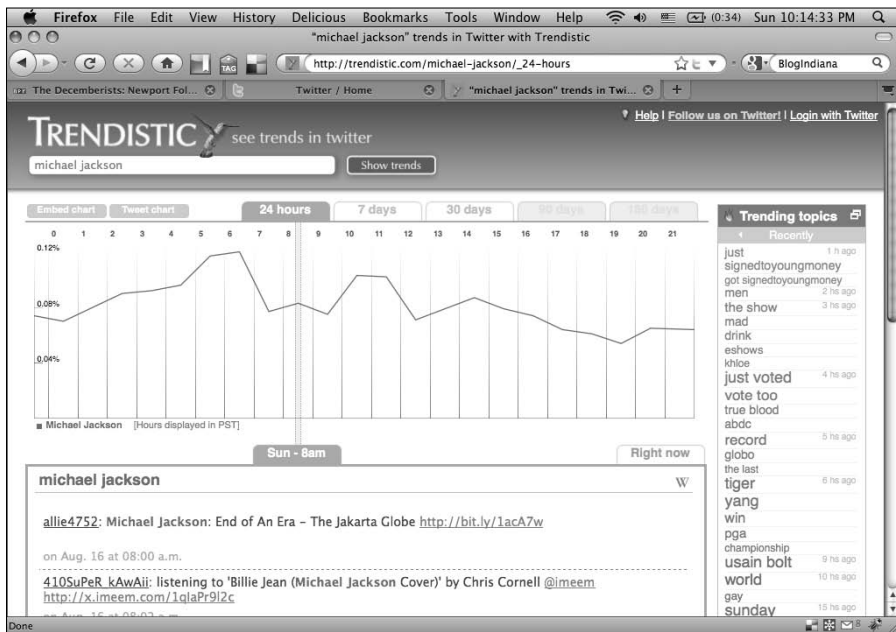 Firefox File Edit View History Delicious Bookmarks Tools Window Help (0:34) Sun 10:14:33 PM
"michael jackson" trends in Twitter with Trendistic
TAG http://trendistic.com/michael-jackson/_24-hours BlogIndiana
The Decemberists: Newport Fol... Twitter / Home "michael jackson" trends in Twi... +
TRENDISTIC see trends in twitter
Help | Follow us on Twitter! | Login with Twitter
michael jackson Show trends
Embed chart Tweet chart 24 hours 7 days 30 days 90 days 180 days
0 1 2 3 4 5 6 7 8 9 10 11 12 13 14 15 16 17 18 19 20 21
0.12%
0.08%
0.04%
Michael Jackson [Hours displayed in PST]
Sun - 8am Right now
michael jackson W
allie4752: Michael Jackson: End of An Era – The Jakarta Globe http://bit.ly/1acA7w
on Aug. 16 at 08:00 a.m.
410SuPeR_kAwAii: listening to 'Billie Jean (Michael Jackson Cover)' by Chris Cornell @imeem
http://x.imeem.com/1qlaPr9l2c
on Aug. 16 at 08:02 a.m.
Trending topics
Recently
just 1 h ago
signedtoyoungmoney
got signedtoyoungmoney
men 2 hs ago
the show 3 hs ago
mad
drink
eshows
khloe
just voted 4 hs ago
vote too
true blood
abdc
record 5 hs ago
globo
the last
tiger 6 hs ago
yang
win
pga
championship
usain bolt 9 hs ago
world 10 hs ago
gay
sunday 15 hs ago
Done 8